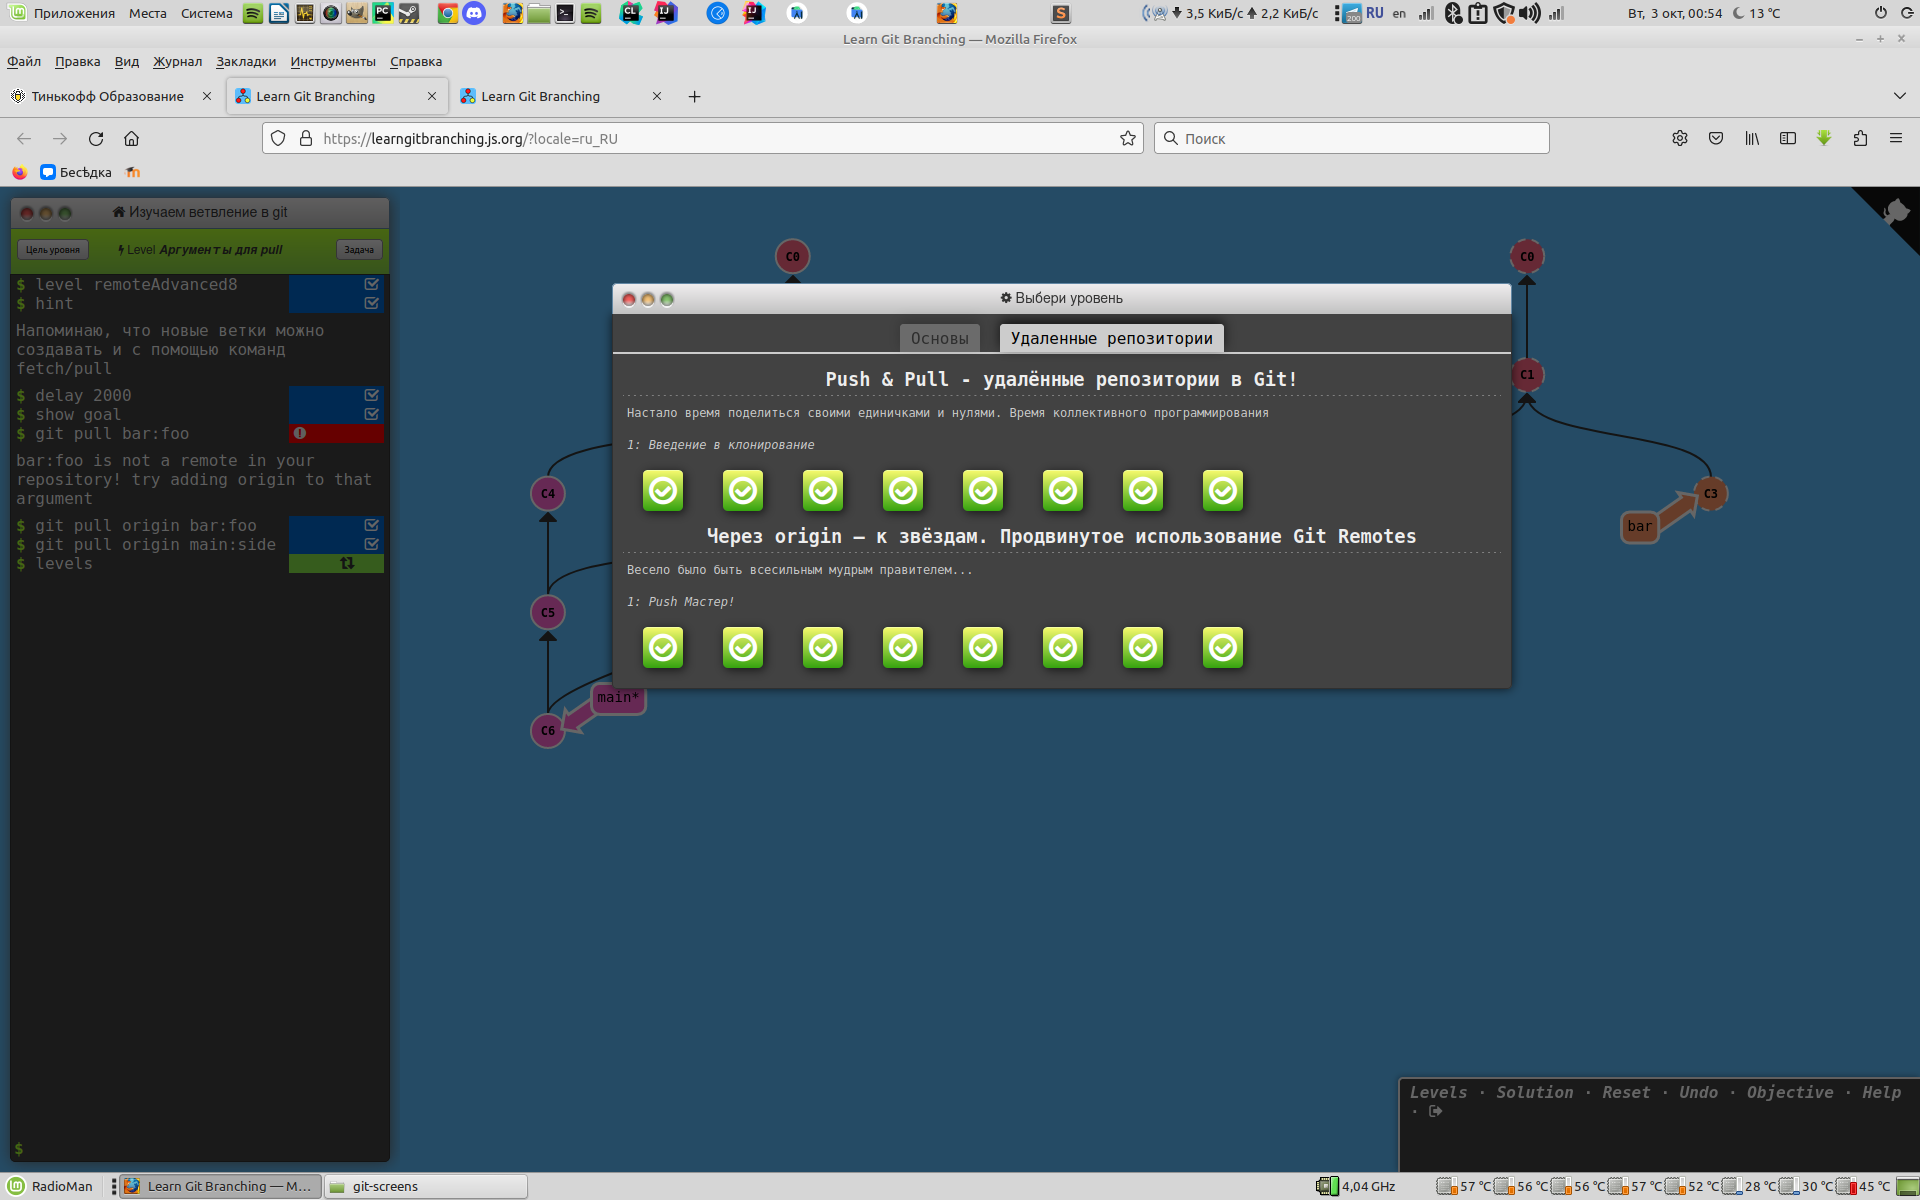 Приложения Места Система
3,5 КиБ/с 2,2 КиБ/с 200 RU en Вт, 3 окт, 00:54 13 °C
Learn Git Branching — Mozilla Firefox
Файл Правка Вид Журнал Закладки Инструменты Справка
Тинькофф Образование Learn Git Branching Learn Git Branching
https://learngitbranching.js.org/?locale=ru_RU Поиск
Бесѣдка
Изучаем ветвление в git
Цель уровня Level Аргументы для pull Задача
$ level remoteAdvanced8
$ hint
Напоминаю, что новые ветки можно
создавать и с помощью команд
fetch/pull
$ delay 2000
$ show goal
$ git pull bar:foo
bar:foo is not a remote in your
repository! try adding origin to that
argument
$ git pull origin bar:foo
$ git pull origin main:side
$ levels
$
C0
C4
C5
main*
C6
Выбери уровень
Основы Удаленные репозитории
Push & Pull - удалённые репозитории в Git!
Настало время поделиться своими единичками и нулями. Время коллективного программирования
1: Введение в клонирование
Через origin – к звёздам. Продвинутое использование Git Remotes
Весело было быть всесильным мудрым правителем...
1: Push Мастер!
C0
C1
C3
bar
Levels · Solution · Reset · Undo · Objective · Help
·
RadioMan Learn Git Branching — M... git-screens
4,04 GHz 57 °C 56 °C 56 °C 57 °C 52 °C 28 °C 30 °C 45 °C